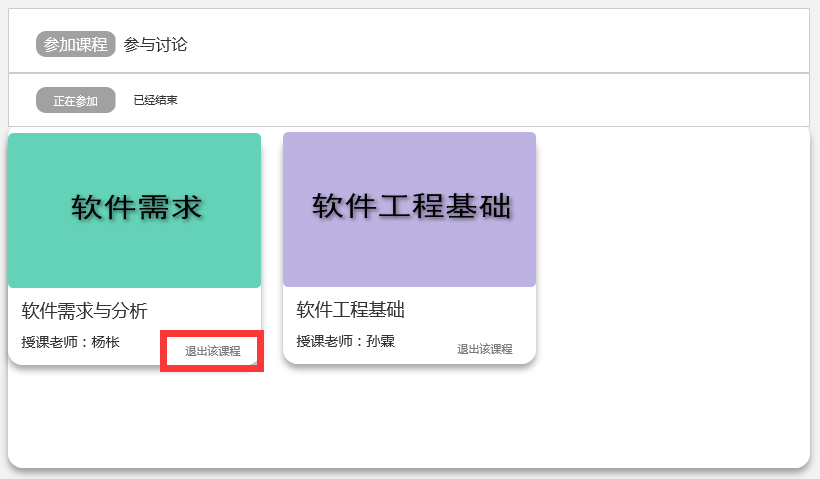 参加课程 参与讨论
正在参加 已经结束
软件需求
软件工程基础
软件需求与分析
授课老师：杨枨
退出该课程
软件工程基础
授课老师：孙霖
退出该课程